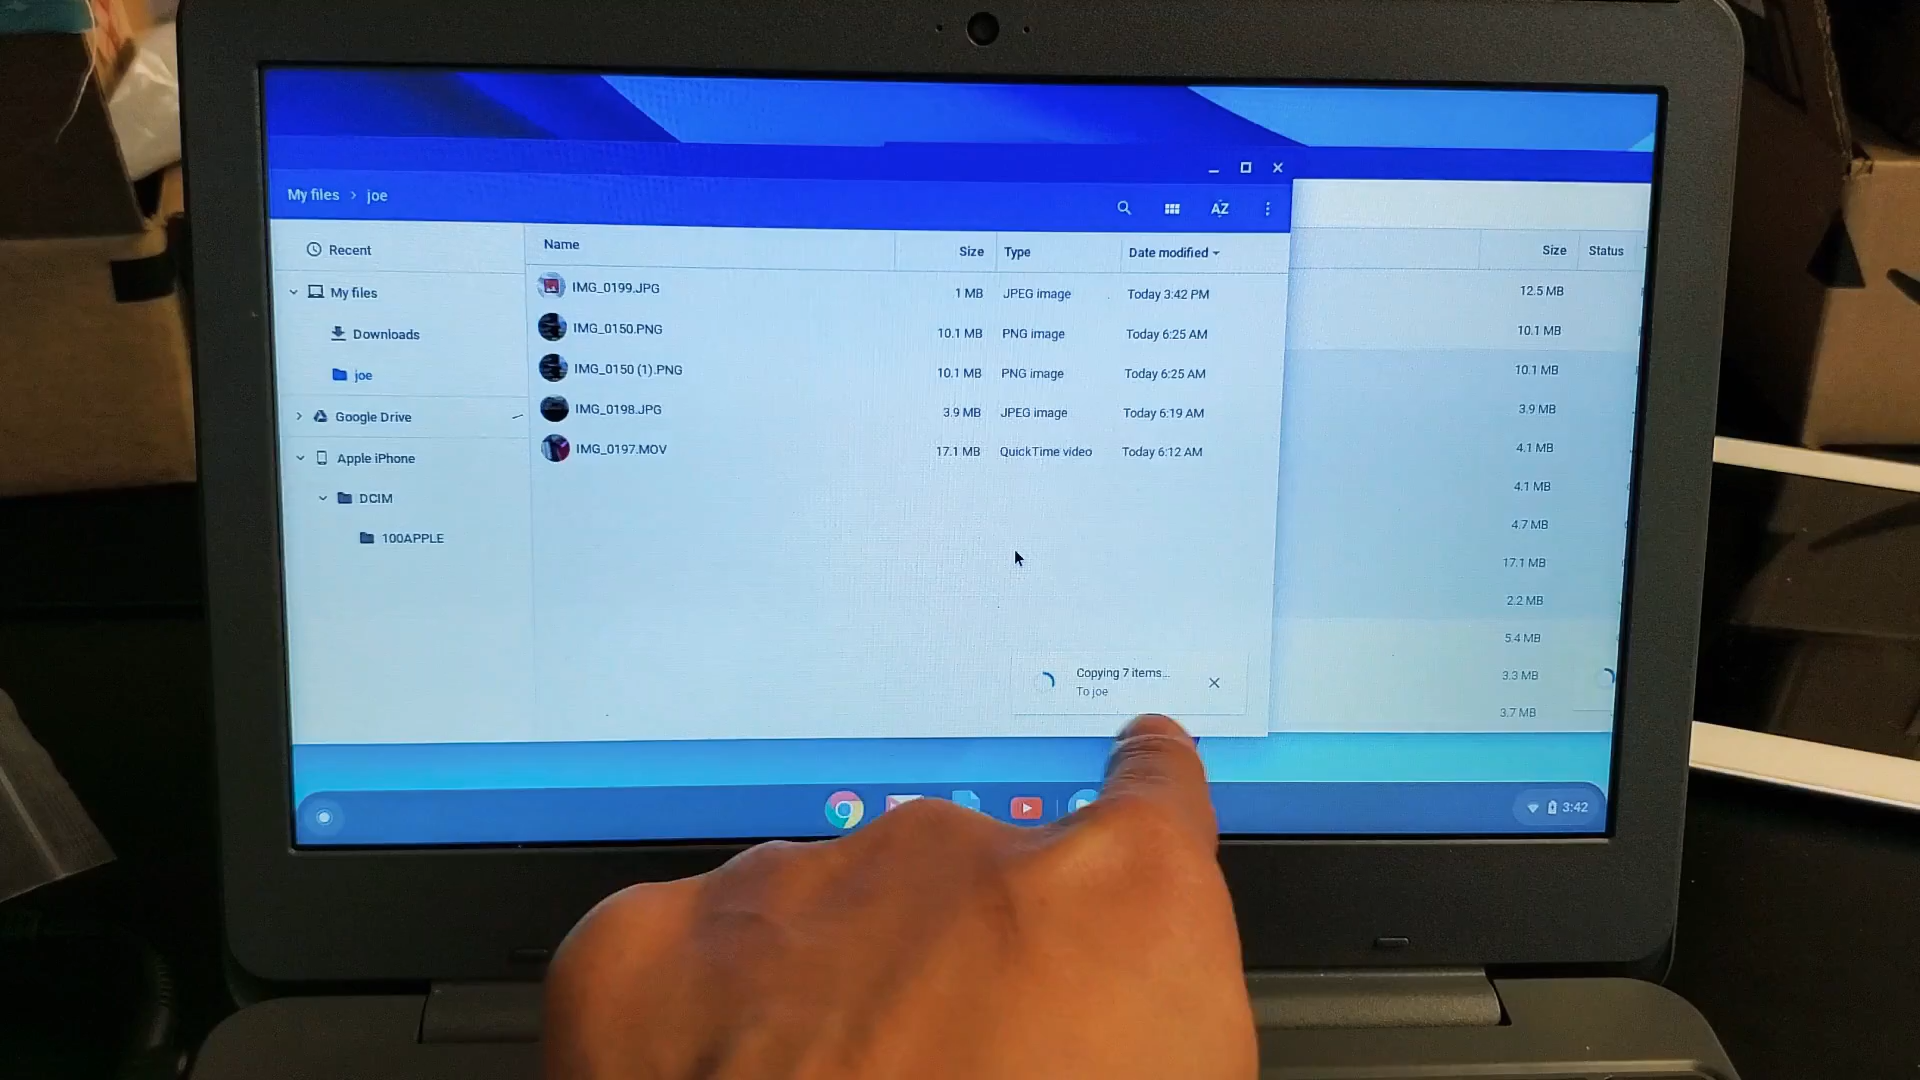 My files > joe
AZ
Recent
My files
Downloads
joe
Google Drive
Apple iPhone
DCIM
100APPLE
Name Size Type Date modified
IMG_0199.JPG 1 MB JPEG image Today 3:42 PM
IMG_0150.PNG 10.1 MB PNG image Today 6:25 AM
IMG_0150 (1).PNG 10.1 MB PNG image Today 6:25 AM
IMG_0198.JPG 3.9 MB JPEG image Today 6:19 AM
IMG_0197.MOV 17.1 MB QuickTime video Today 6:12 AM
Copying 7 items...
To joe
Size Status
12.5 MB
10.1 MB
10.1 MB
3.9 MB
4.1 MB
4.1 MB
4.7 MB
17.1 MB
2.2 MB
5.4 MB
3.3 MB
3.7 MB
3:42